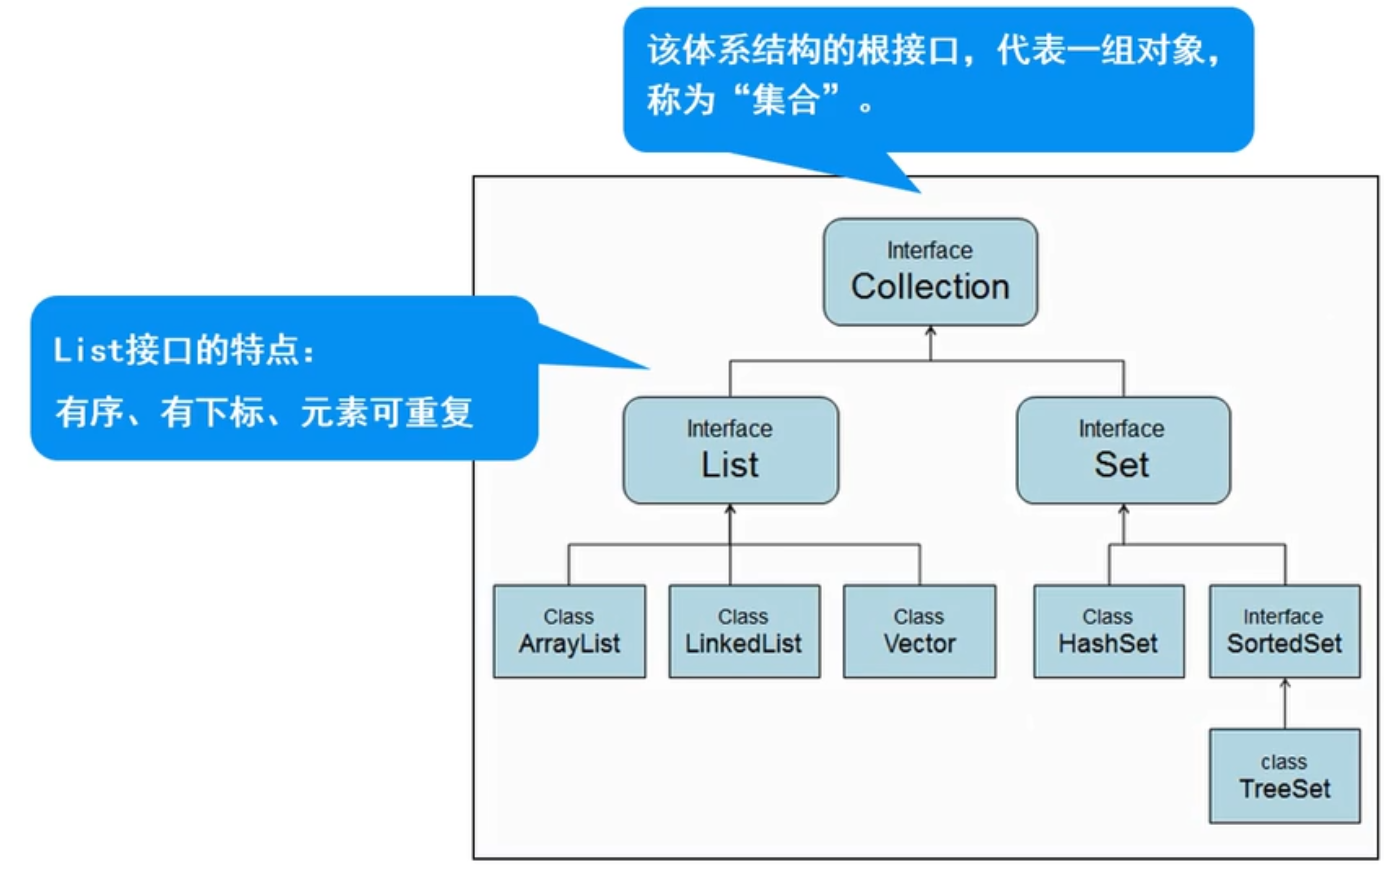 该体系结构的根接口，代表一组对象，
称为“集合”。
Interface
Collection
List接口的特点：
有序、有下标、元素可重复
Interface
List
Interface
Set
Class
ArrayList
Class
LinkedList
Class
Vector
Class
HashSet
Interface
SortedSet
class
TreeSet